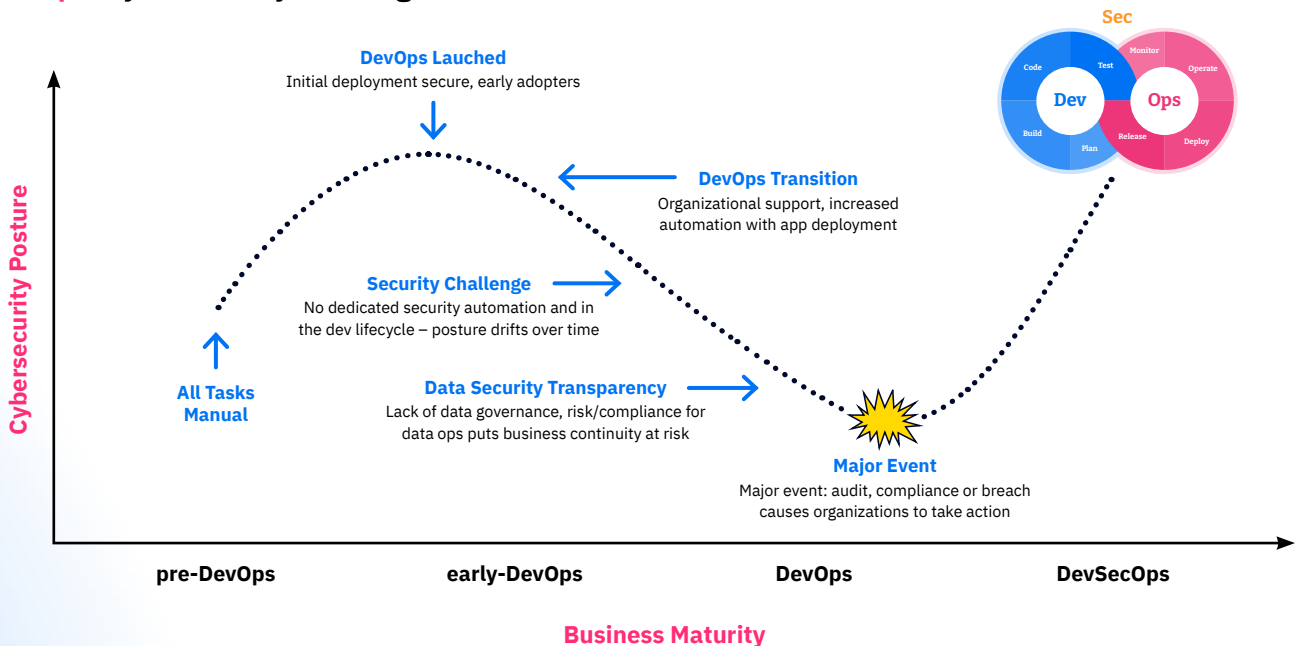 Sec
Monitor
Code
Test
Operate
Dev
Ops
Build
Release
Deploy
Plan
DevOps Lauched
Initial deployment secure, early adopters
DevOps Transition
Organizational support, increased
automation with app deployment
Security Challenge
No dedicated security automation and in
the dev lifecycle – posture drifts over time
All Tasks
Manual
Data Security Transparency
Lack of data governance, risk/compliance for
data ops puts business continuity at risk
Major Event
Major event: audit, compliance or breach
causes organizations to take action
Cybersecurity Posture
pre-DevOps
early-DevOps
DevOps
DevSecOps
Business Maturity